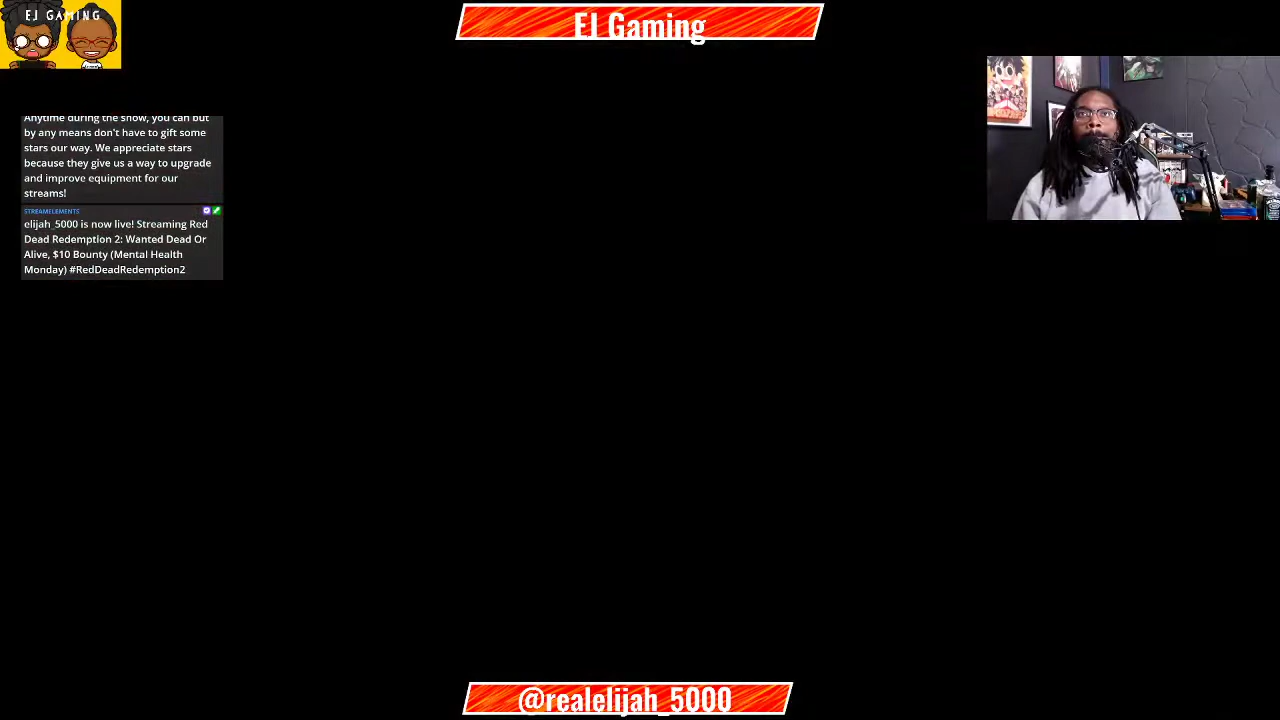 EJ GAMING
EJ Gaming
Anytime during the show, you can but
by any means don't have to gift some
stars our way. We appreciate stars
because they give us a way to upgrade
and improve equipment for our
streams!
STREAMELEMENTS
elijah_5000 is now live! Streaming Red
Dead Redemption 2: Wanted Dead Or
Alive, $10 Bounty (Mental Health
Monday) #RedDeadRedemption2
@realelijah_5000